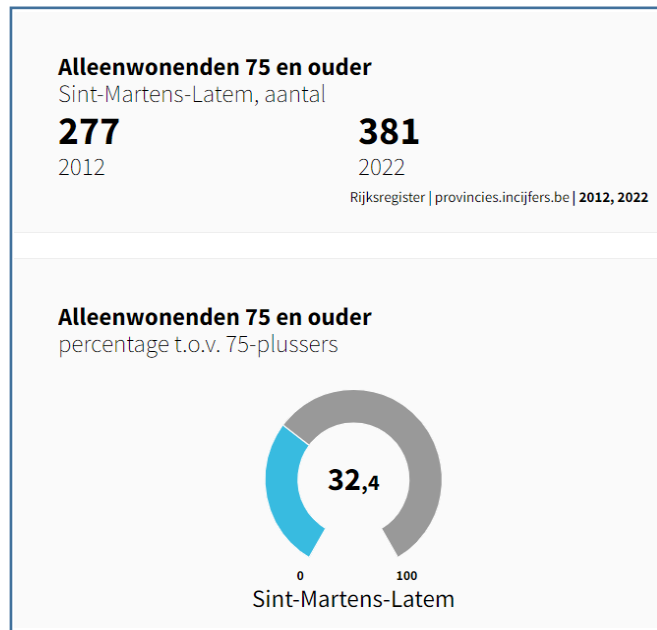 Alleenwonenden 75 en ouder
Sint-Martens-Latem, aantal
277 381
2012 2022
Rijksregister | provincies.incijfers.be | 2012, 2022
Alleenwonenden 75 en ouder
percentage t.o.v. 75-plussers
32,4
0 100
Sint-Martens-Latem